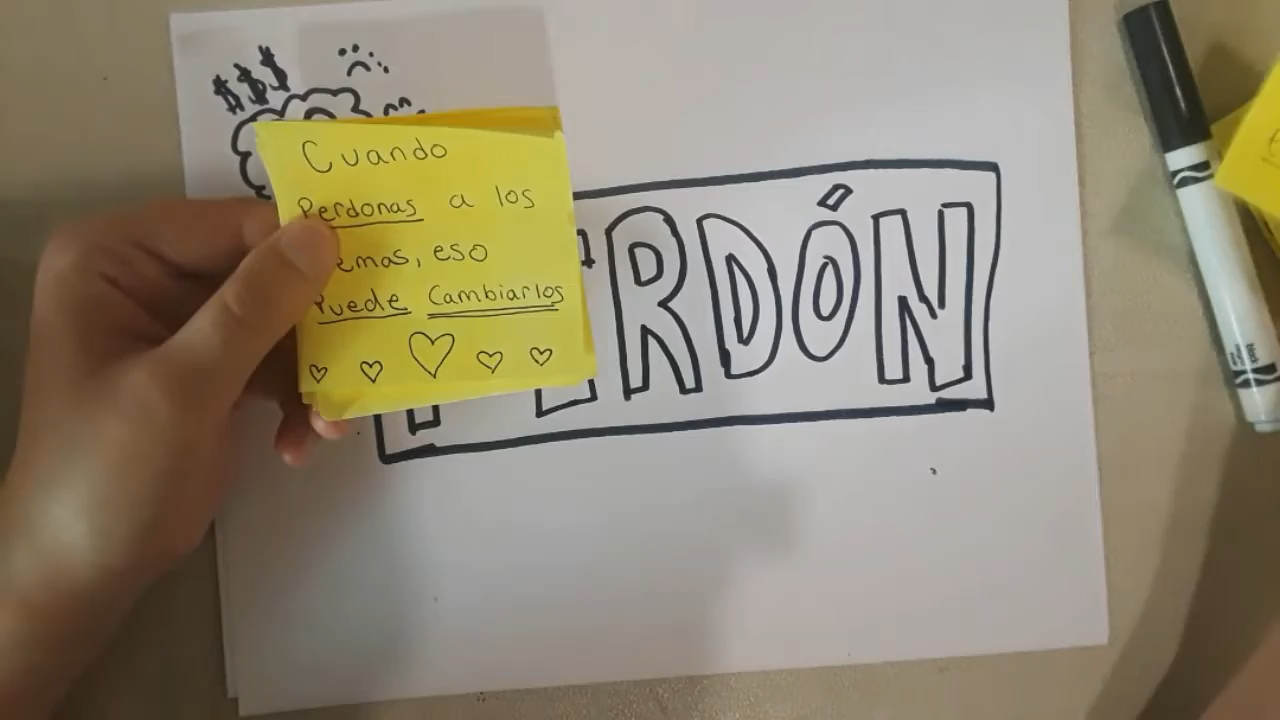 $$$
Cuando
Perdonas a los
emas, eso
Puede Cambiarlos
RDÓN